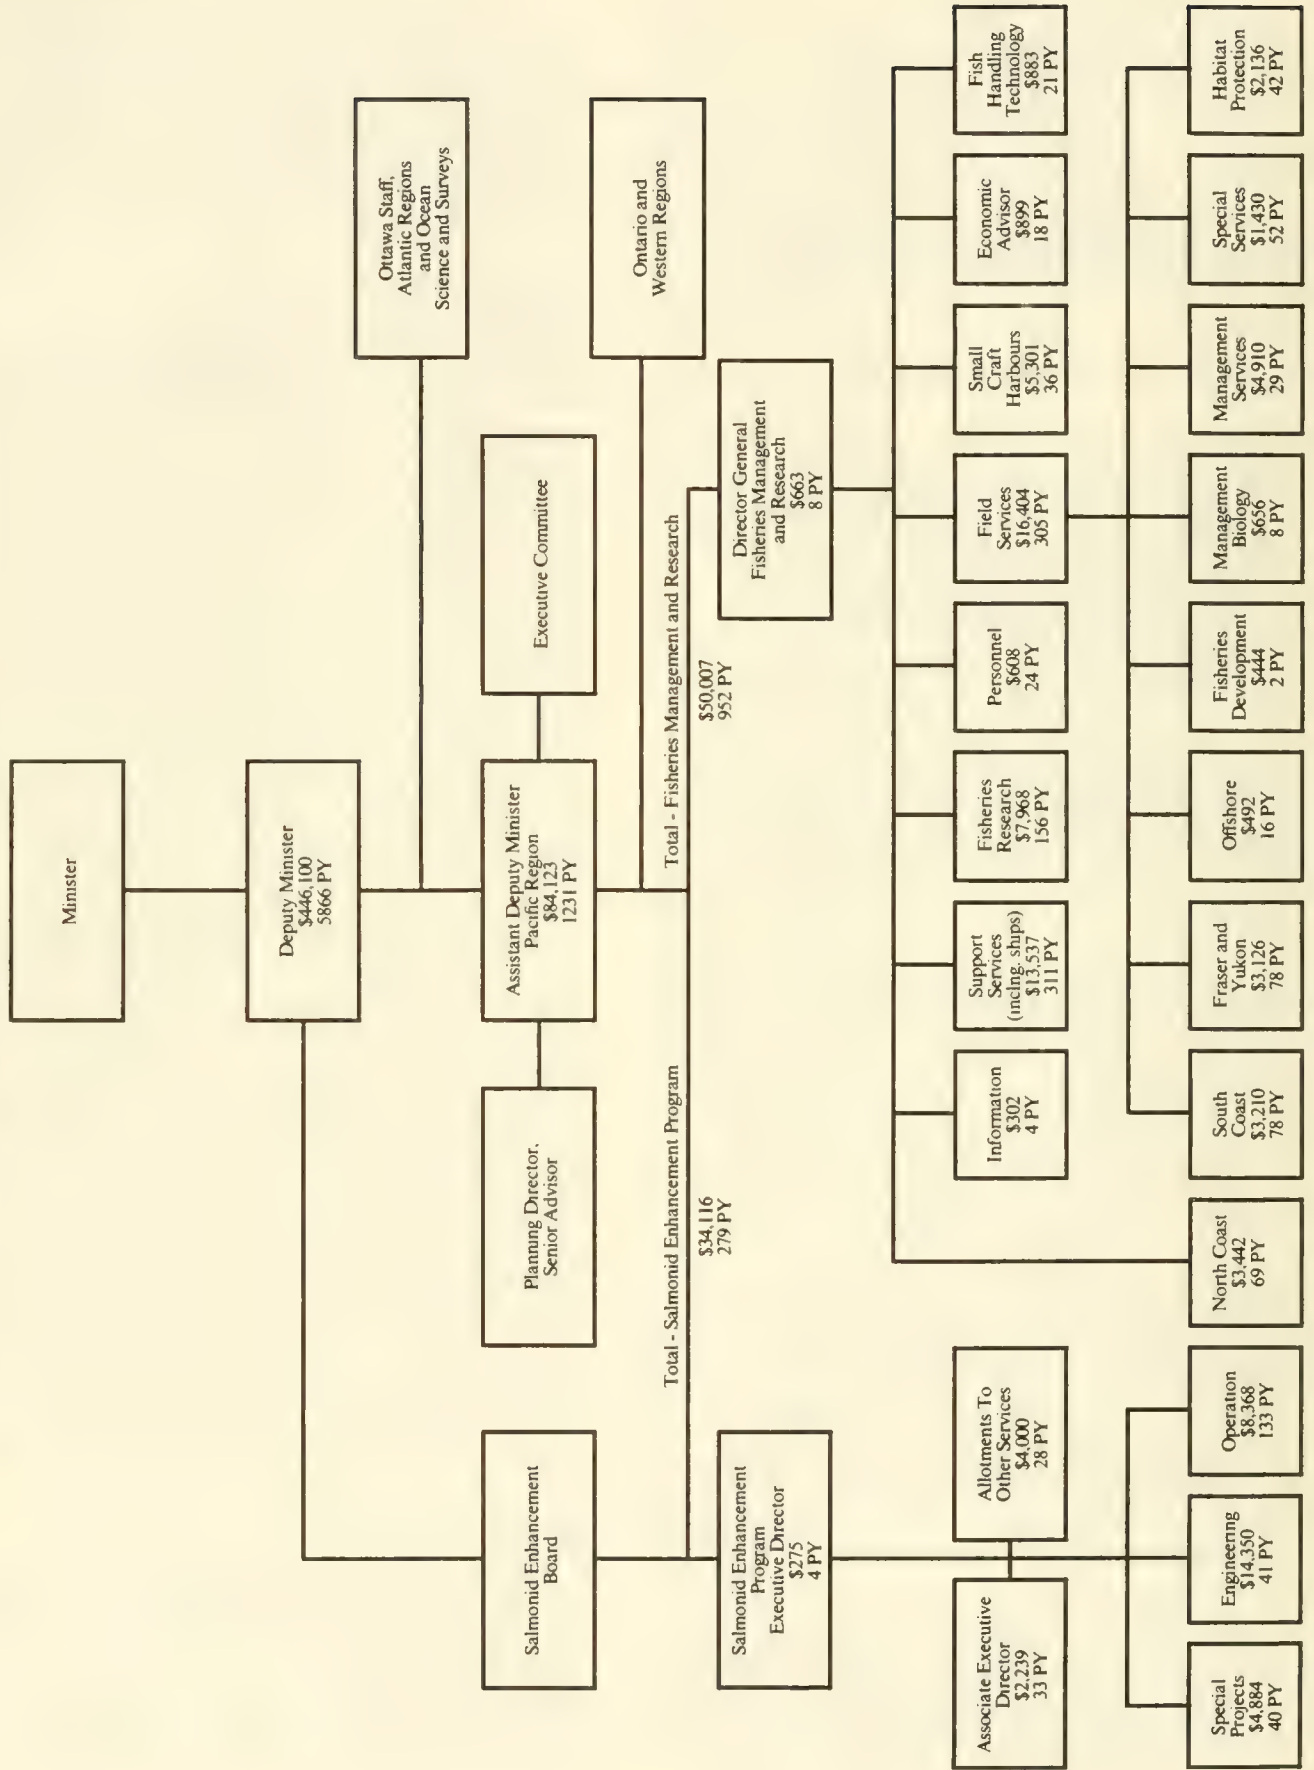 Minister
Deputy Minister
$446,100
5866 PY
Ottawa Staff,
Atlantic Regions
and Ocean
Science and Surveys
Salmonid Enhancement
Board
Planning Director,
Senior Advisor
Assistant Deputy Minister
Pacific Region
$84,123
1231 PY
Executive Committee
Ontario and
Western Regions
Total - Salmonid Enhancement Program
$34,116
279 PY
Total - Fisheries Management and Research
$50,007
952 PY
Salmonid Enhancement
Program
Executive Director
$275
4 PY
Director General
Fisheries Management
and Research
$663
8 PY
Associate Executive
Director
$2,239
33 PY
Allotments To
Other Services
$4,000
28 PY
Information
$302
4 PY
Support
Services
(inclng. ships)
$13,537
311 PY
Fisheries
Research
$7,968
156 PY
Personnel
$608
24 PY
Field
Services
$16,404
305 PY
Small
Craft
Harbours
$5,301
36 PY
Economic
Advisor
$899
18 PY
Fish
Handling
Technology
$883
21 PY
Special
Projects
$4,884
40 PY
Engineering
$14,350
41 PY
Operation
$8,368
133 PY
North Coast
$3,442
69 PY
South
Coast
$3,210
78 PY
Fraser and
Yukon
$3,126
78 PY
Offshore
$492
16 PY
Fisheries
Development
$444
2 PY
Management
Biology
$656
8 PY
Management
Services
$4,910
29 PY
Special
Services
$1,430
52 PY
Habitat
Protection
$2,136
42 PY